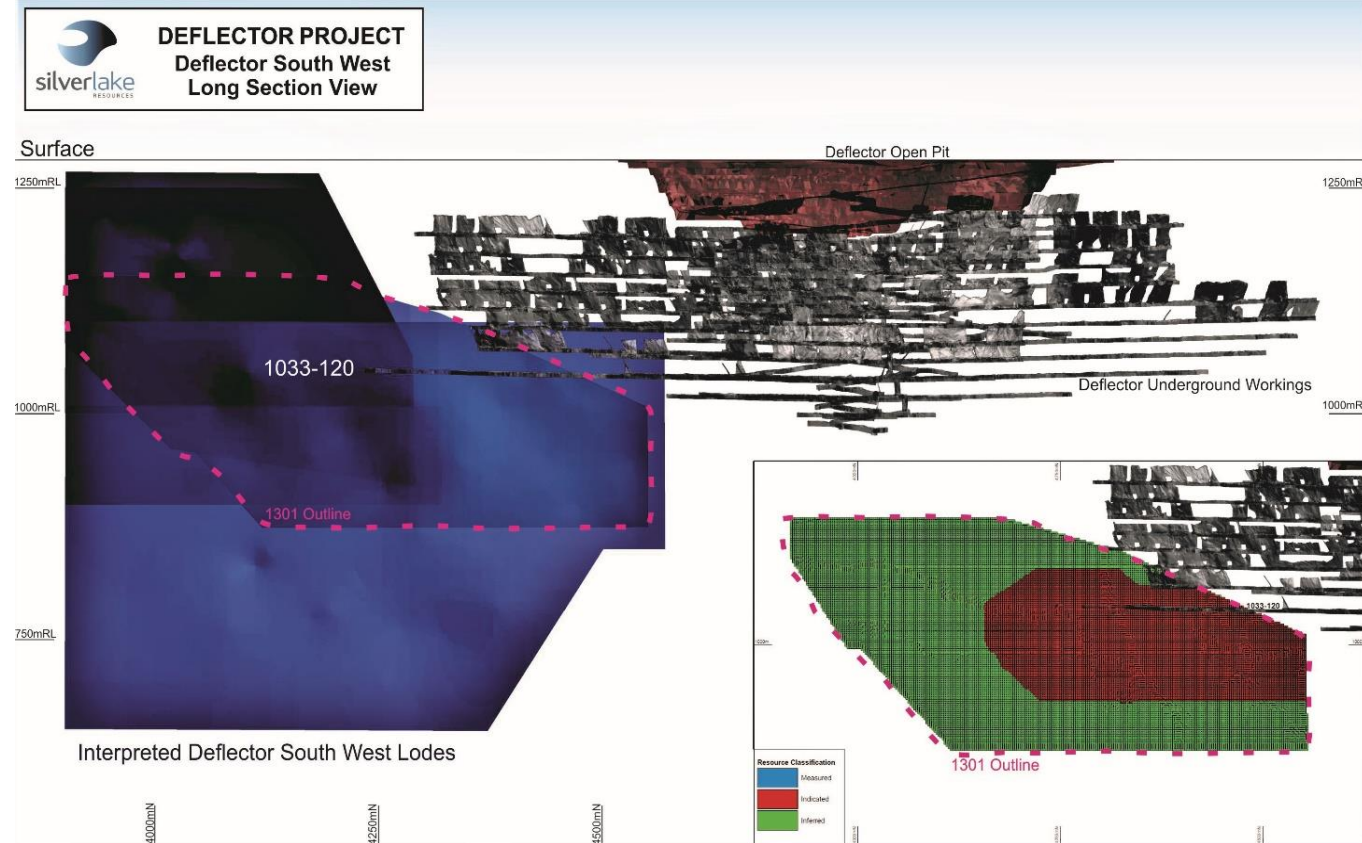 silverlake
RESOURCES
DEFLECTOR PROJECT
Deflector South West
Long Section View
Surface
Deflector Open Pit
1250mRL
1250mR
1033-120
Deflector Underground Workings
1000mRL
1000mR
1301 Outline
750mRL
1033-120
1301 Outline
Interpreted Deflector South West Lodes
Resource Classification
Measured
Indicated
Inferred
4000mN
4250mN
4500mN